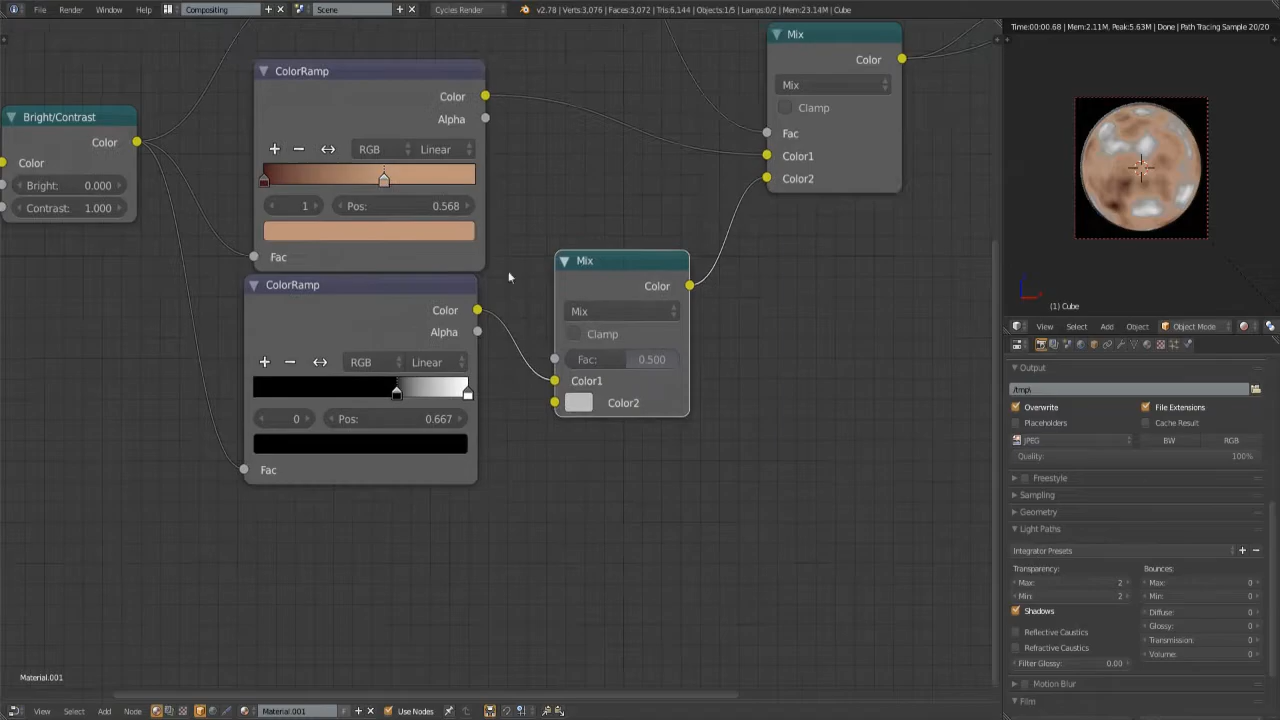 File Render Window Help Compositing Scene Cycles Render v2.78 | Verts:3,076 | Faces:3,072 | Tris:6,144 | Objects:1/5 | Lamps:0/2 | Mem:23.14M | Cube
Time:00:00.68 | Mem:2.11M, Peak:5.63M | Done | Path Tracing Sample 20/20
Mix
Color
Mix
Clamp
Fac
Color1
Color2
ColorRamp
Color
Alpha
RGB Linear
1 Pos: 0.568
Fac
Bright/Contrast
Color
Color
Bright: 0.000
Contrast: 1.000
ColorRamp
Color
Alpha
RGB Linear
0 Pos: 0.667
Fac
Mix
Color
Mix
Clamp
Fac: 0.500
Color1
Color2
(1) Cube
View Select Add Object Object Mode
Output
/tmp\
Overwrite File Extensions
Placeholders Cache Result
JPEG BW RGB
Quality: 100%
Freestyle
Sampling
Geometry
Light Paths
Integrator Presets
Transparency: Bounces:
Max: 2 Max: 0
Min: 2 Min: 0
Shadows Diffuse: 0
Glossy: 0
Reflective Caustics Transmission: 0
Refractive Caustics Volume: 0
Filter Glossy: 0.00
Motion Blur
Film
Material.001
View Select Add Node Material.001 F Use Nodes